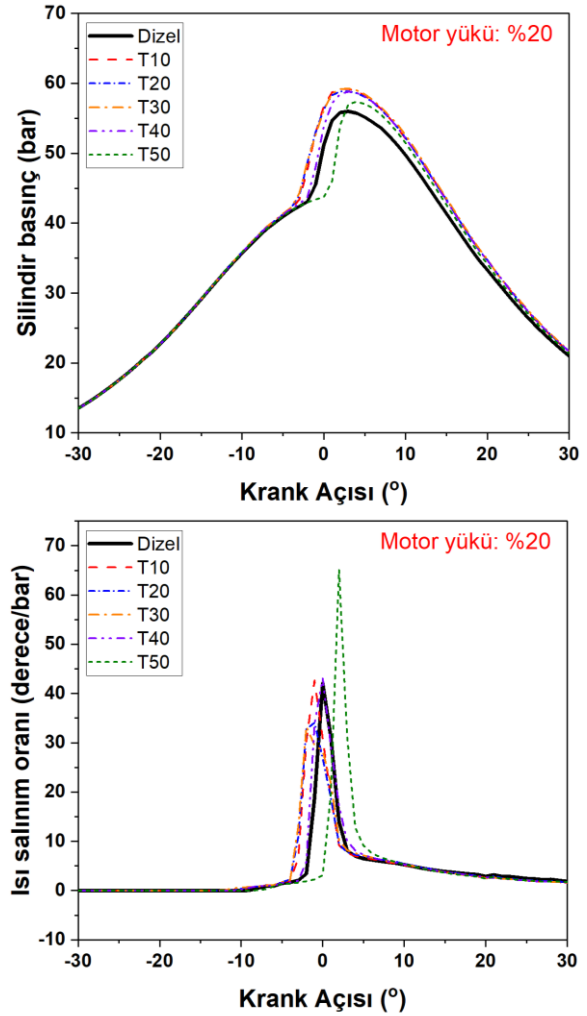 70
60
50
40
30
20
10
Silindir basınç (bar)
Dizel
T10
T20
T30
T40
T50
Motor yükü: %20
-30 -20 -10 0 10 20 30
Krank Açısı (º)
70
60
50
40
30
20
10
0
-10
Isı salınım oranı (derece/bar)
Dizel
T10
T20
T30
T40
T50
Motor yükü: %20
-30 -20 -10 0 10 20 30
Krank Açısı (º)